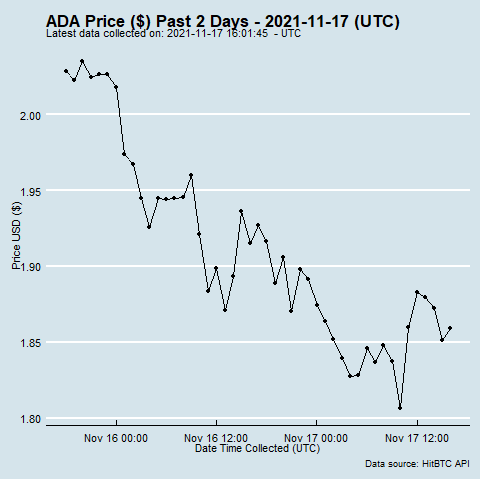 ADA Price ($) Past 2 Days - 2021-11-17 (UTC)
Latest data collected on: 2021-11-17 16:01:45  - UTC
2.00
1.95
1.90
1.85
1.80
Price USD ($)
Nov 16 00:00 Nov 16 12:00 Nov 17 00:00 Nov 17 12:00
Date Time Collected (UTC)
Data source: HitBTC API